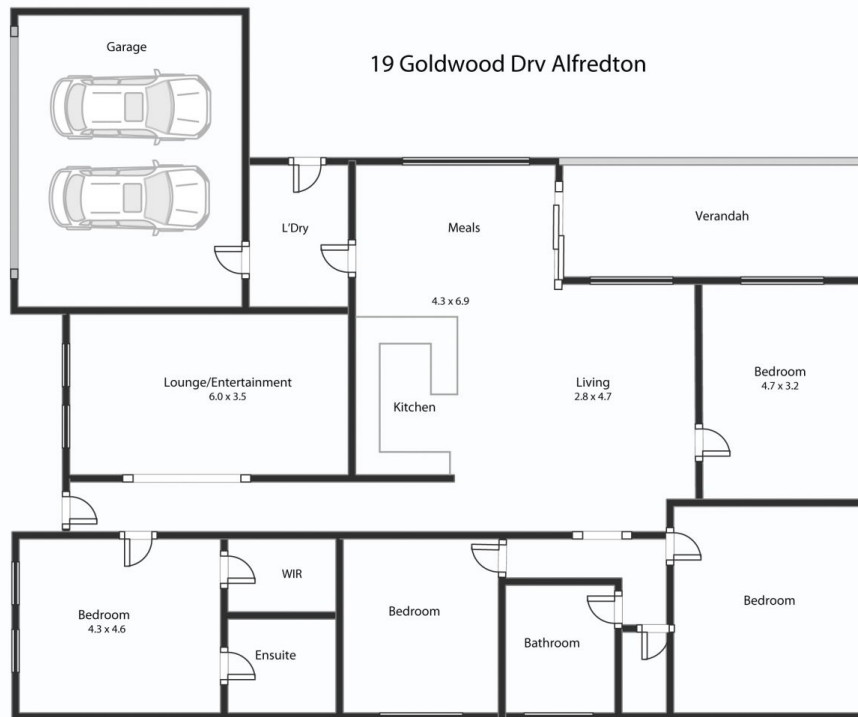 Garage
19 Goldwood Drv Alfredton
L'Dry
Meals
Verandah
4.3 x 6.9
Lounge/Entertainment
6.0 x 3.5
Kitchen
Living
2.8 x 4.7
Bedroom
4.7 x 3.2
WIR
Bedroom
4.3 x 4.6
Ensuite
Bedroom
Bathroom
Bedroom